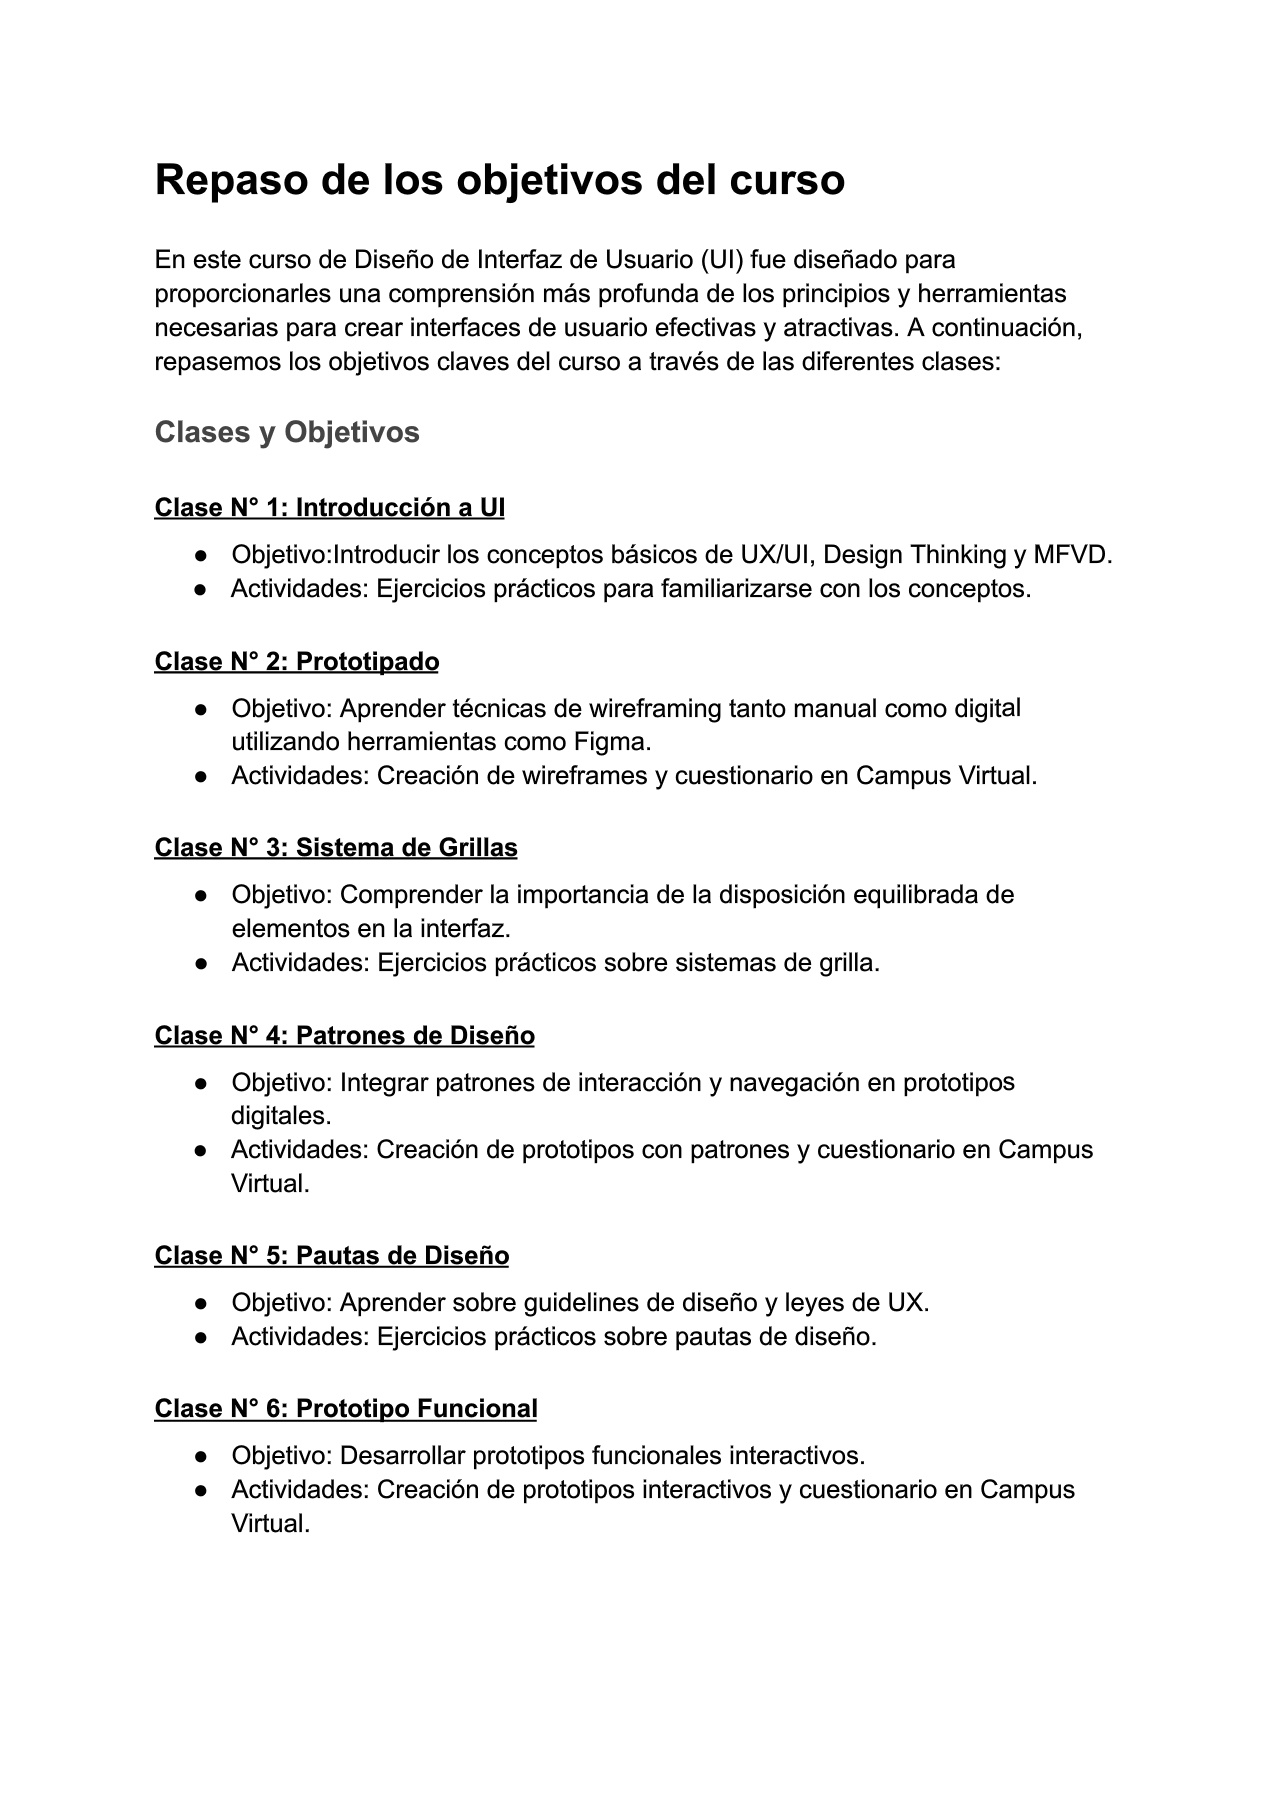 Repaso de los objetivos del curso
En este curso de Diseño de Interfaz de Usuario (UI) fue diseñado para
proporcionarles una comprensión más profunda de los principios y herramientas
necesarias para crear interfaces de usuario efectivas y atractivas. A continuación,
repasemos los objetivos claves del curso a través de las diferentes clases:
Clases y Objetivos
Clase N° 1: Introducción a UI
● Objetivo:Introducir los conceptos básicos de UX/UI, Design Thinking y MFVD.
● Actividades: Ejercicios prácticos para familiarizarse con los conceptos.
Clase N° 2: Prototipado
● Objetivo: Aprender técnicas de wireframing tanto manual como digital
utilizando herramientas como Figma.
● Actividades: Creación de wireframes y cuestionario en Campus Virtual.
Clase N° 3: Sistema de Grillas
● Objetivo: Comprender la importancia de la disposición equilibrada de
elementos en la interfaz.
● Actividades: Ejercicios prácticos sobre sistemas de grilla.
Clase N° 4: Patrones de Diseño
● Objetivo: Integrar patrones de interacción y navegación en prototipos
digitales.
● Actividades: Creación de prototipos con patrones y cuestionario en Campus
Virtual.
Clase N° 5: Pautas de Diseño
● Objetivo: Aprender sobre guidelines de diseño y leyes de UX.
● Actividades: Ejercicios prácticos sobre pautas de diseño.
Clase N° 6: Prototipo Funcional
● Objetivo: Desarrollar prototipos funcionales interactivos.
● Actividades: Creación de prototipos interactivos y cuestionario en Campus
Virtual.